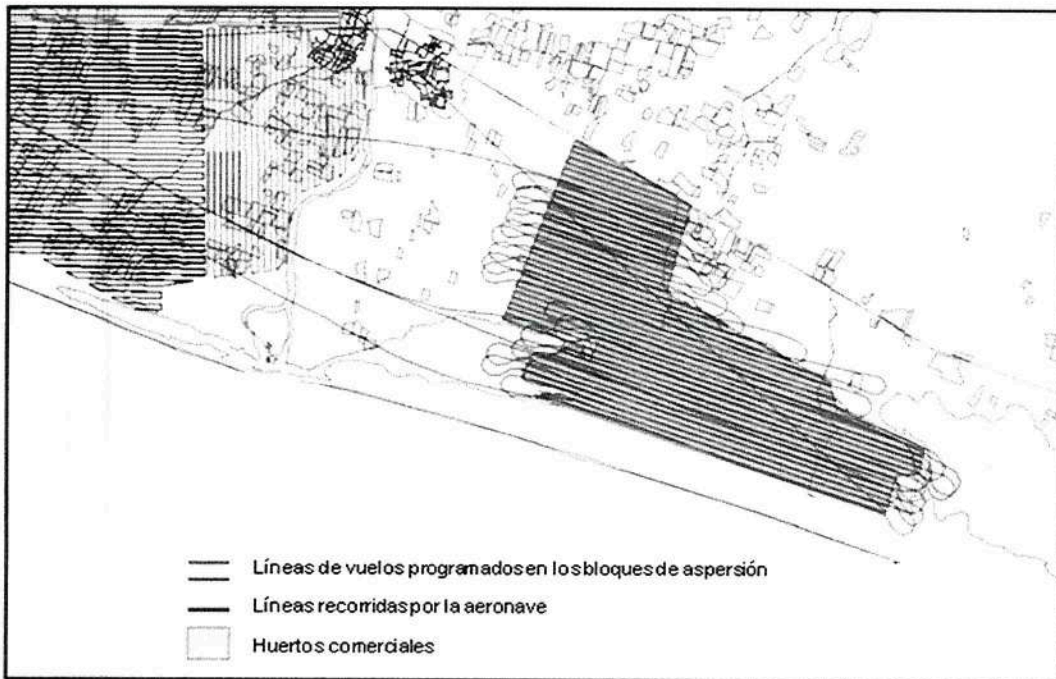 Líneas de vuelos programados en los bloques de aspersión
Líneas recorridas por la aeronave
Huertos comerciales